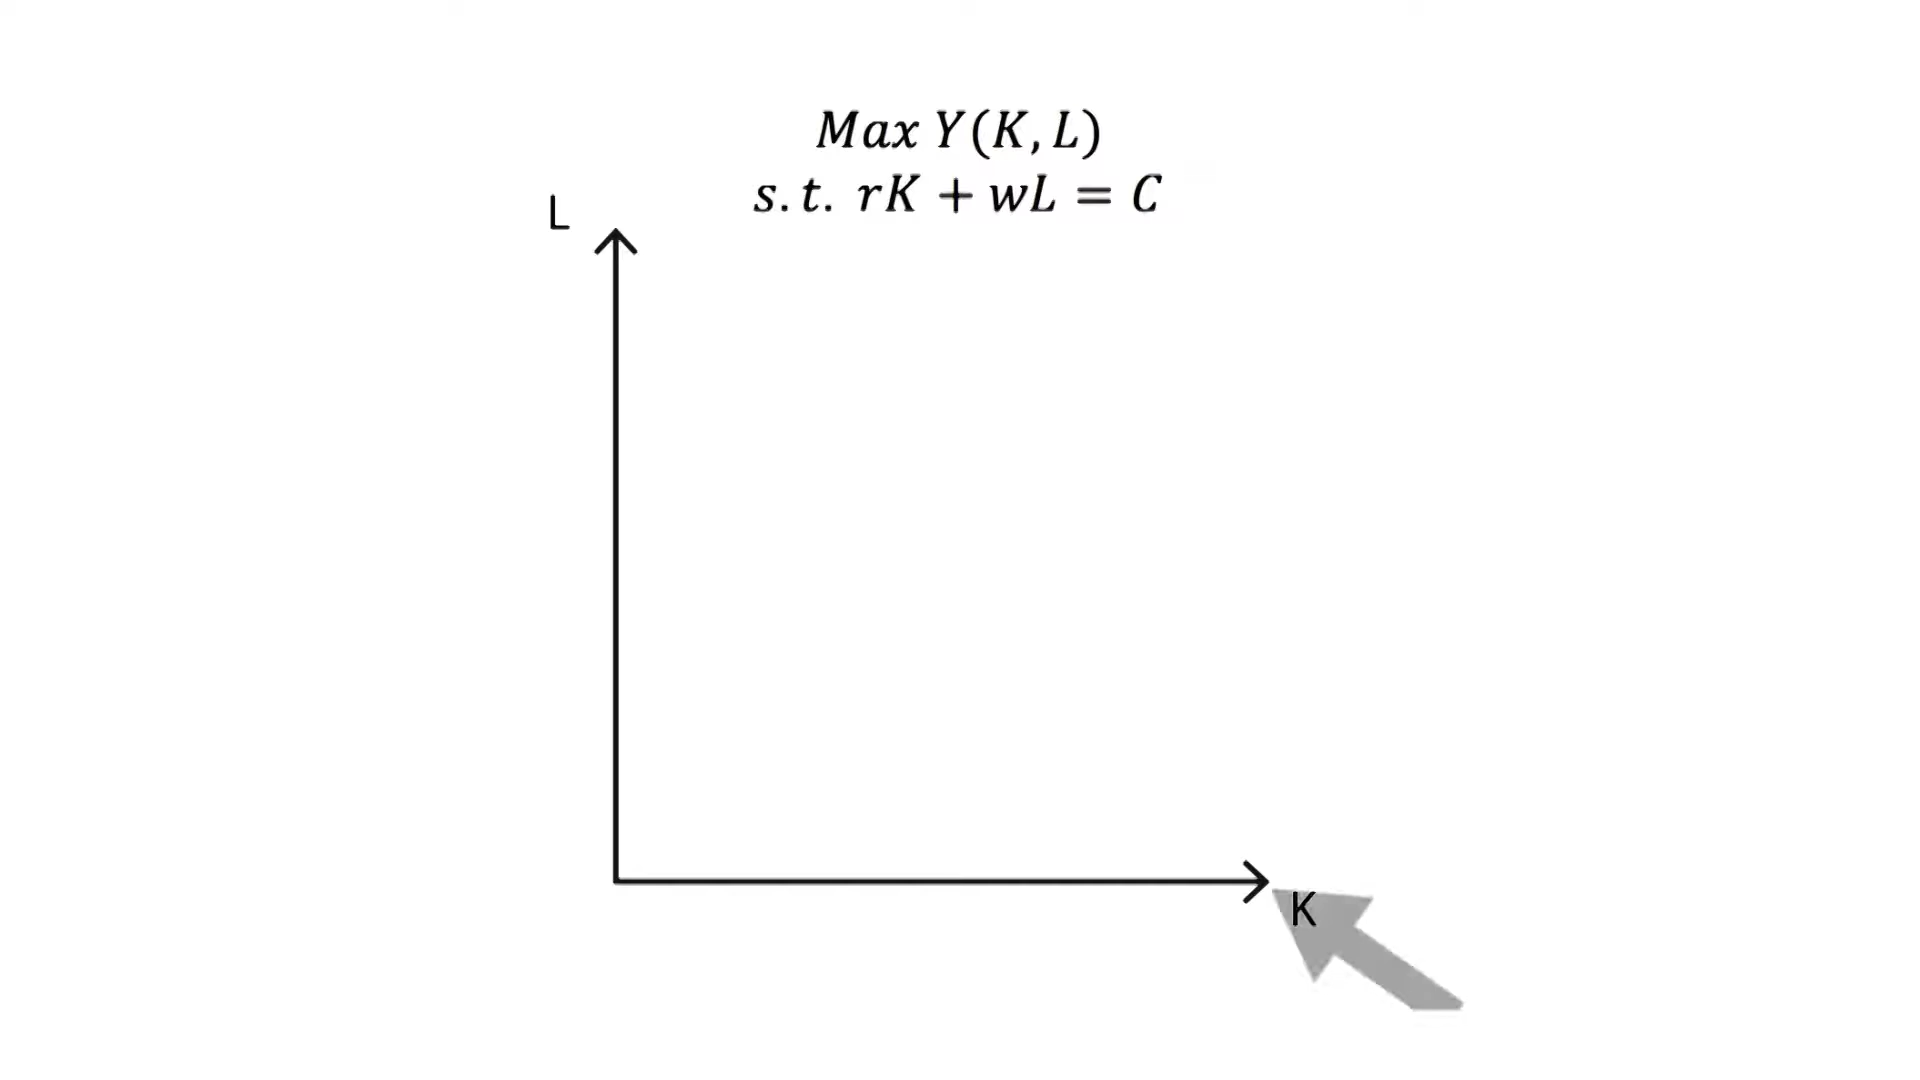 Max Y(K, L)
s.t. rK + wL = C
L
K